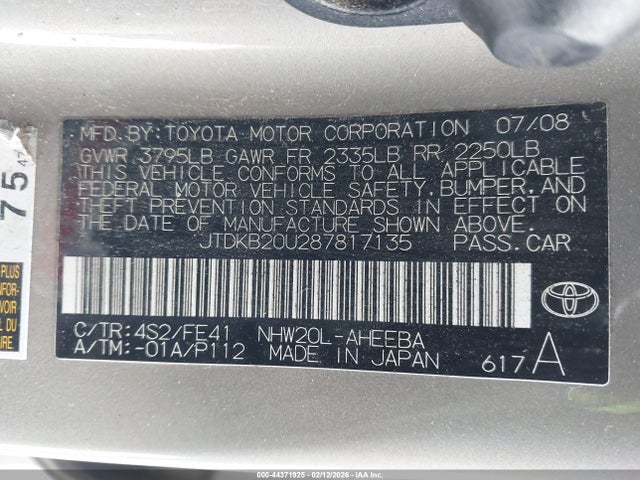 MFD. BY: TOYOTA MOTOR CORPORATION 07/08
GVWR 3795LB GAWR FR 2335LB RR 2250LB
THIS VEHICLE CONFORMS TO ALL APPLICABLE
FEDERAL MOTOR VEHICLE SAFETY, BUMPER, AND
THEFT PREVENTION STANDARDS IN EFFECT ON
THE DATE OF MANUFACTURE SHOWN ABOVE.
JTDKB20U287817135 PASS. CAR
C/TR: 4S2/FE41 NHW20L-AHEEBA
A/TM: -01A/P112 MADE IN JAPAN 617 A
75
PLUS
AIRE
000-44371925 - 02/12/2026 - IAA Inc.